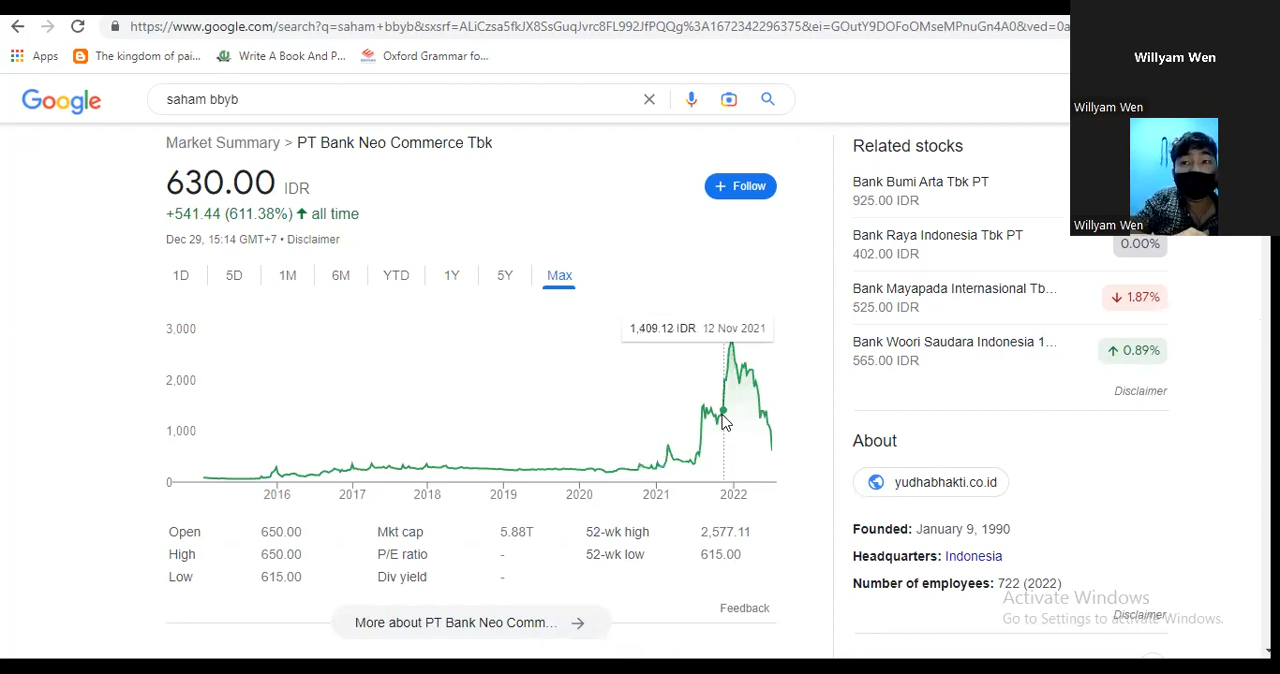 https://www.google.com/search?q=saham+bbyb&sxsrf=ALiCzsa5fkJX8SsGuqJvrc8FL992JfPQQg%3A1672342296375&ei=GOutY9DOFoOMseMPnuGn4A0&ved=0a
Apps The kingdom of pai... Write A Book And P... Oxford Grammar fo...
Willyam Wen
Willyam Wen
Willyam Wen
Google saham bbyb
Market Summary > PT Bank Neo Commerce Tbk
630.00 IDR
+ Follow
+541.44 (611.38%) ↑ all time
Dec 29, 15:14 GMT+7 • Disclaimer
1D 5D 1M 6M YTD 1Y 5Y Max
1,409.12 IDR 12 Nov 2021
3,000
2,000
1,000
0
2016 2017 2018 2019 2020 2021 2022
Open 650.00 Mkt cap 5.88T 52-wk high 2,577.11
High 650.00 P/E ratio - 52-wk low 615.00
Low 615.00 Div yield -
Feedback
More about PT Bank Neo Comm... →
Related stocks
Bank Bumi Arta Tbk PT
925.00 IDR
Bank Raya Indonesia Tbk PT
402.00 IDR
0.00%
Bank Mayapada Internasional Tb...
525.00 IDR
↓ 1.87%
Bank Woori Saudara Indonesia 1...
565.00 IDR
↑ 0.89%
Disclaimer
About
yudhabhakti.co.id
Founded: January 9, 1990
Headquarters: Indonesia
Number of employees: 722 (2022)
Disclaimer
Activate Windows
Go to Settings to activate Windows.